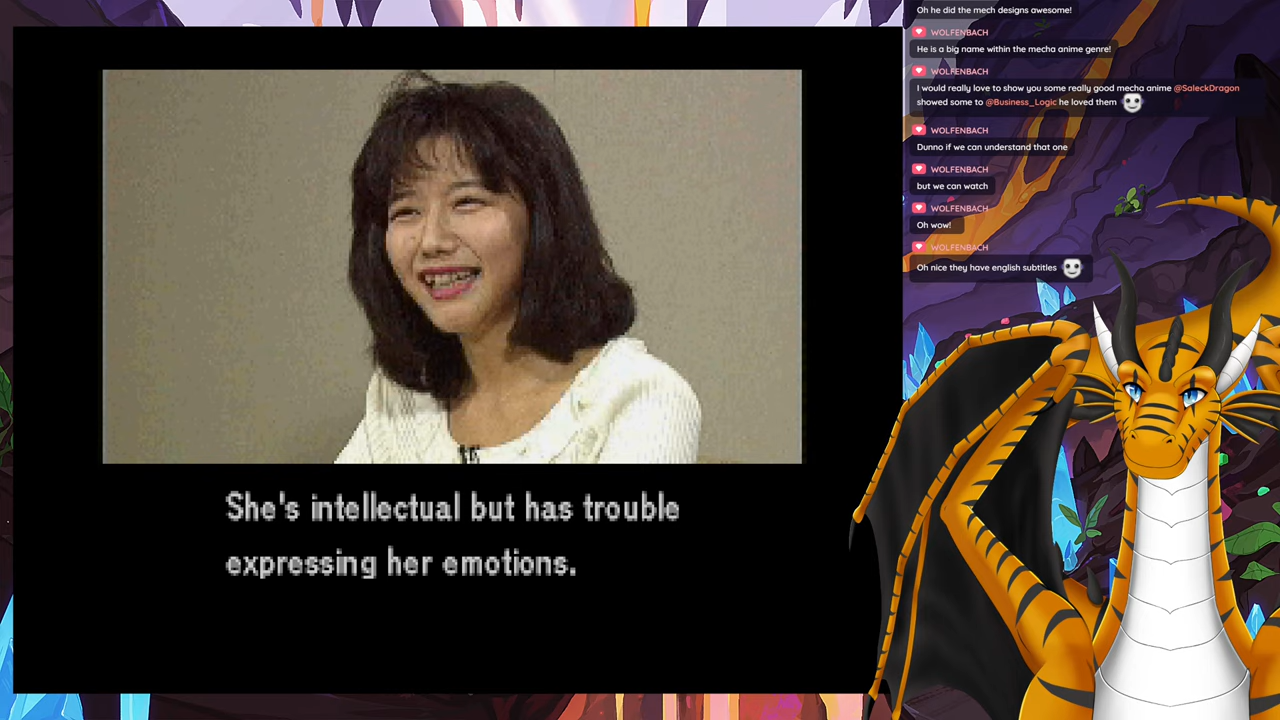 She's intellectual but has trouble
expressing her emotions.
Oh he did the mech designs awesome!
WOLFENBACH
He is a big name within the mecha anime genre!
WOLFENBACH
I would really love to show you some really good mecha anime @SaleckDragon
showed some to @Business_Logic he loved them
WOLFENBACH
Dunno if we can understand that one
WOLFENBACH
but we can watch
WOLFENBACH
Oh wow!
WOLFENBACH
Oh nice they have english subtitles